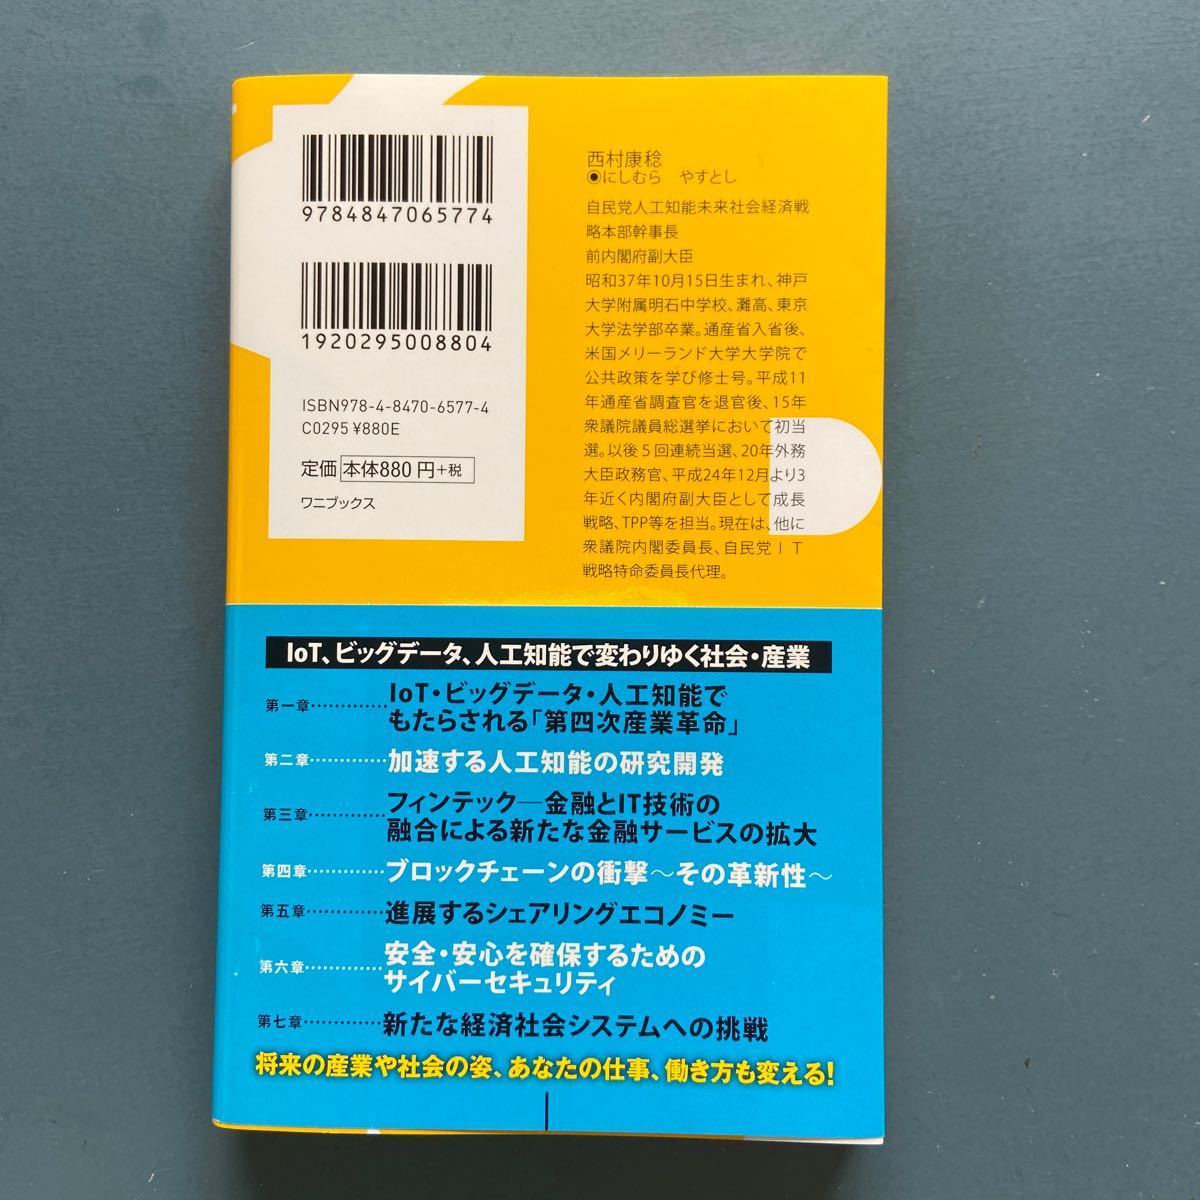 9784847065774
1920295008804
ISBN978-4-8470-6577-4
C0295 ¥880E
定価 本体880円+税
ワニブックス
西村康稔
◉にしむら やすとし
自民党人工知能未来社会経済戦
略本部幹事長
前内閣府副大臣
昭和37年10月15日生まれ、神戸
大学附属明石中学校、灘高、東京
大学法学部卒業。通産省入省後、
米国メリーランド大学大学院で
公共政策を学び修士号。平成11
年通産省調査官を退官後、15年
衆議院議員総選挙において初当
選。以後5回連続当選、20年外務
大臣政務官、平成24年12月より3
年近く内閣府副大臣として成長
戦略、TPP等を担当。現在は、他に
衆議院内閣委員長、自民党IT
戦略特命委員長代理。
IoT、ビッグデータ、人工知能で変わりゆく社会・産業
第一章…………IoT・ビッグデータ・人工知能で
もたらされる「第四次産業革命」
第二章…………加速する人工知能の研究開発
第三章…………フィンテック─金融とIT技術の
融合による新たな金融サービスの拡大
第四章…………ブロックチェーンの衝撃〜その革新性〜
第五章…………進展するシェアリングエコノミー
第六章…………安全・安心を確保するための
サイバーセキュリティ
第七章…………新たな経済社会システムへの挑戦
将来の産業や社会の姿、あなたの仕事、働き方も変える!